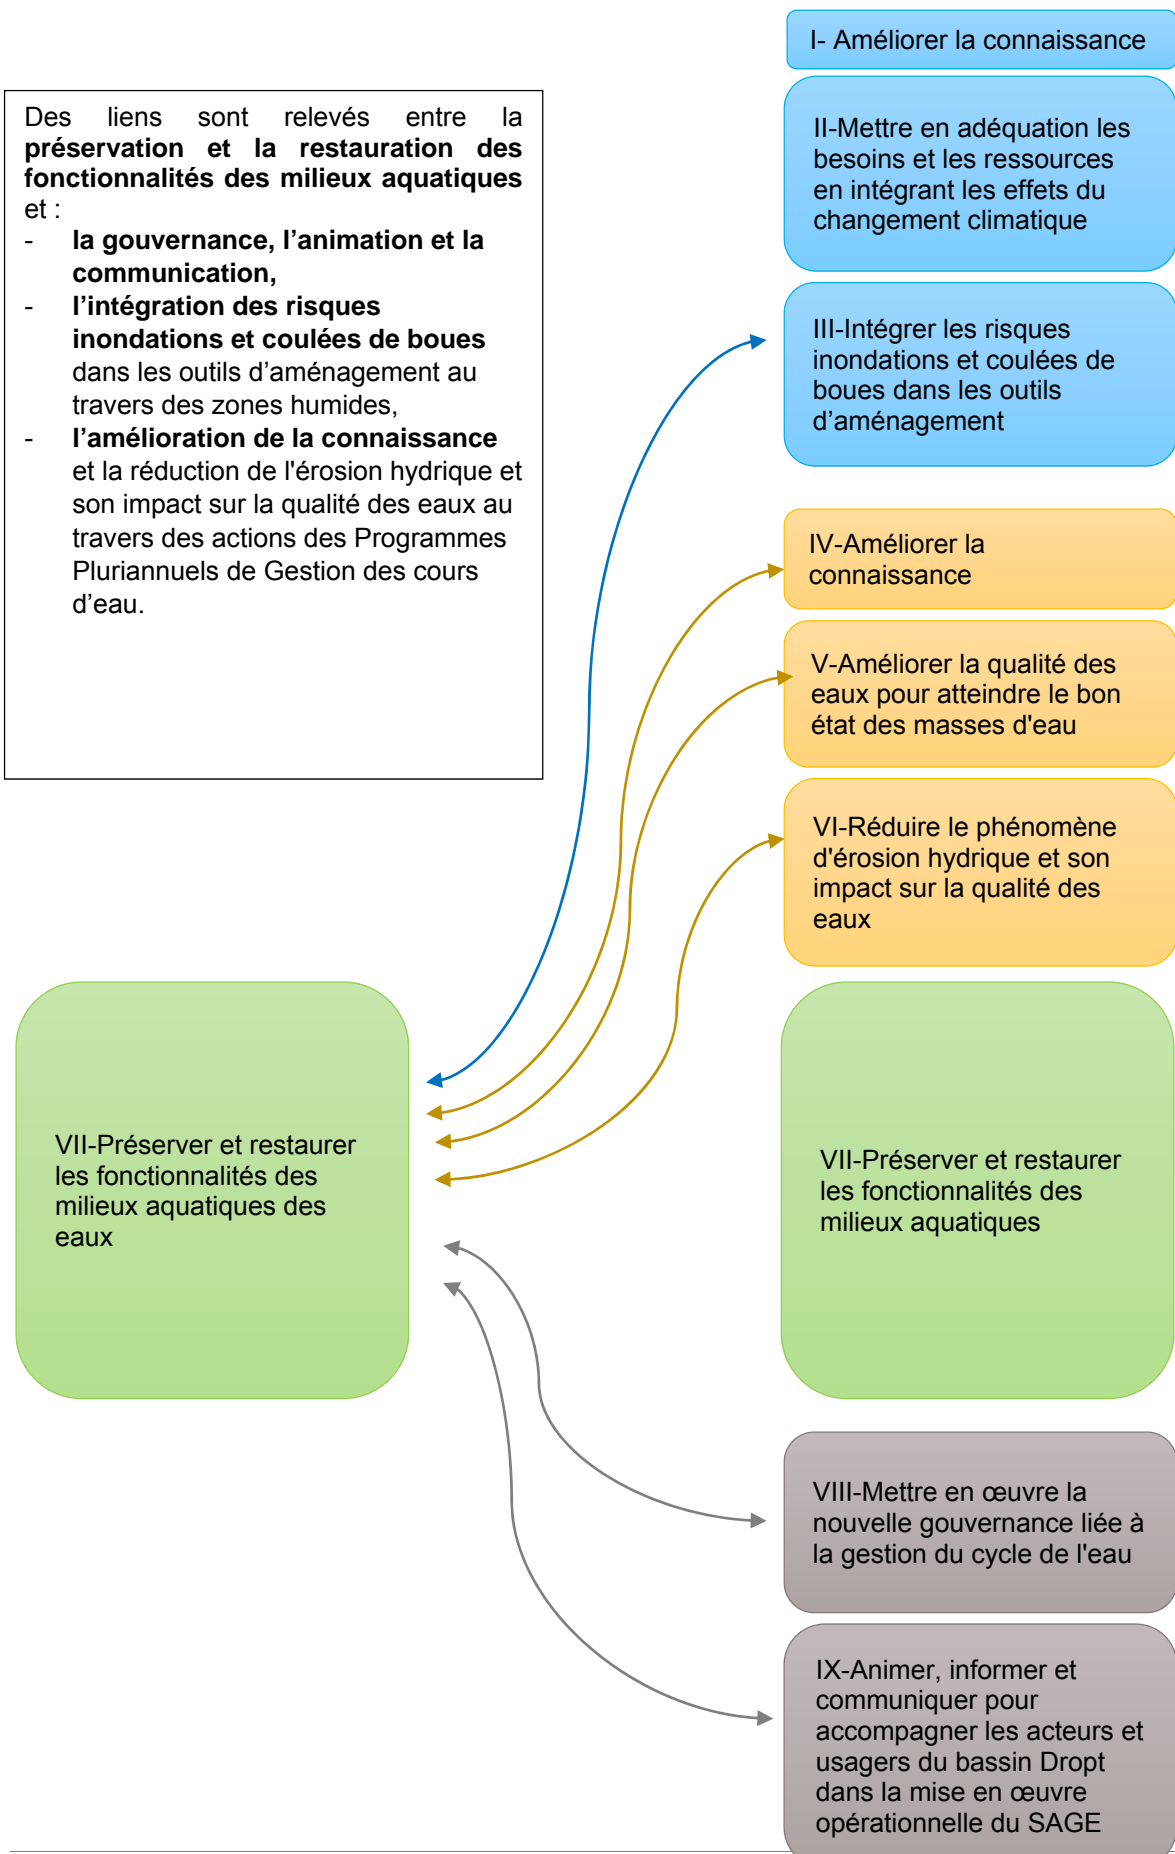 I- Améliorer la connaissance
Des liens sont relevés entre la
préservation et la restauration des
fonctionnalités des milieux aquatiques
et :
- la gouvernance, l’animation et la
communication,
- l’intégration des risques
inondations et coulées de boues
dans les outils d’aménagement au
travers des zones humides,
- l’amélioration de la connaissance
et la réduction de l'érosion hydrique et
son impact sur la qualité des eaux au
travers des actions des Programmes
Pluriannuels de Gestion des cours
d’eau.
II-Mettre en adéquation les
besoins et les ressources
en intégrant les effets du
changement climatique
III-Intégrer les risques
inondations et coulées de
boues dans les outils
d’aménagement
IV-Améliorer la
connaissance
V-Améliorer la qualité des
eaux pour atteindre le bon
état des masses d'eau
VI-Réduire le phénomène
d'érosion hydrique et son
impact sur la qualité des
eaux
VII-Préserver et restaurer
les fonctionnalités des
milieux aquatiques des
eaux
VII-Préserver et restaurer
les fonctionnalités des
milieux aquatiques
VIII-Mettre en œuvre la
nouvelle gouvernance liée à
la gestion du cycle de l'eau
IX-Animer, informer et
communiquer pour
accompagner les acteurs et
usagers du bassin Dropt
dans la mise en œuvre
opérationnelle du SAGE